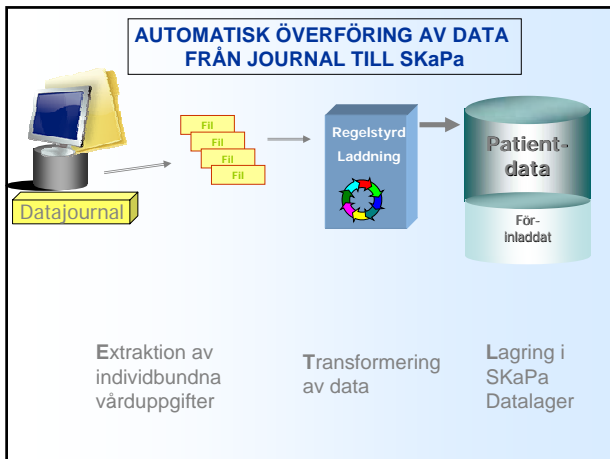 AUTOMATISK ÖVERFÖRING AV DATA
FRÅN JOURNAL TILL SKaPa
Datajournal
Fil
Fil
Fil
Fil
Regelstyrd
Laddning
Patient-
data
För-
inladdat
Extraktion av
individbundna
vårduppgifter
Transformering
av data
Lagring i
SKaPa
Datalager